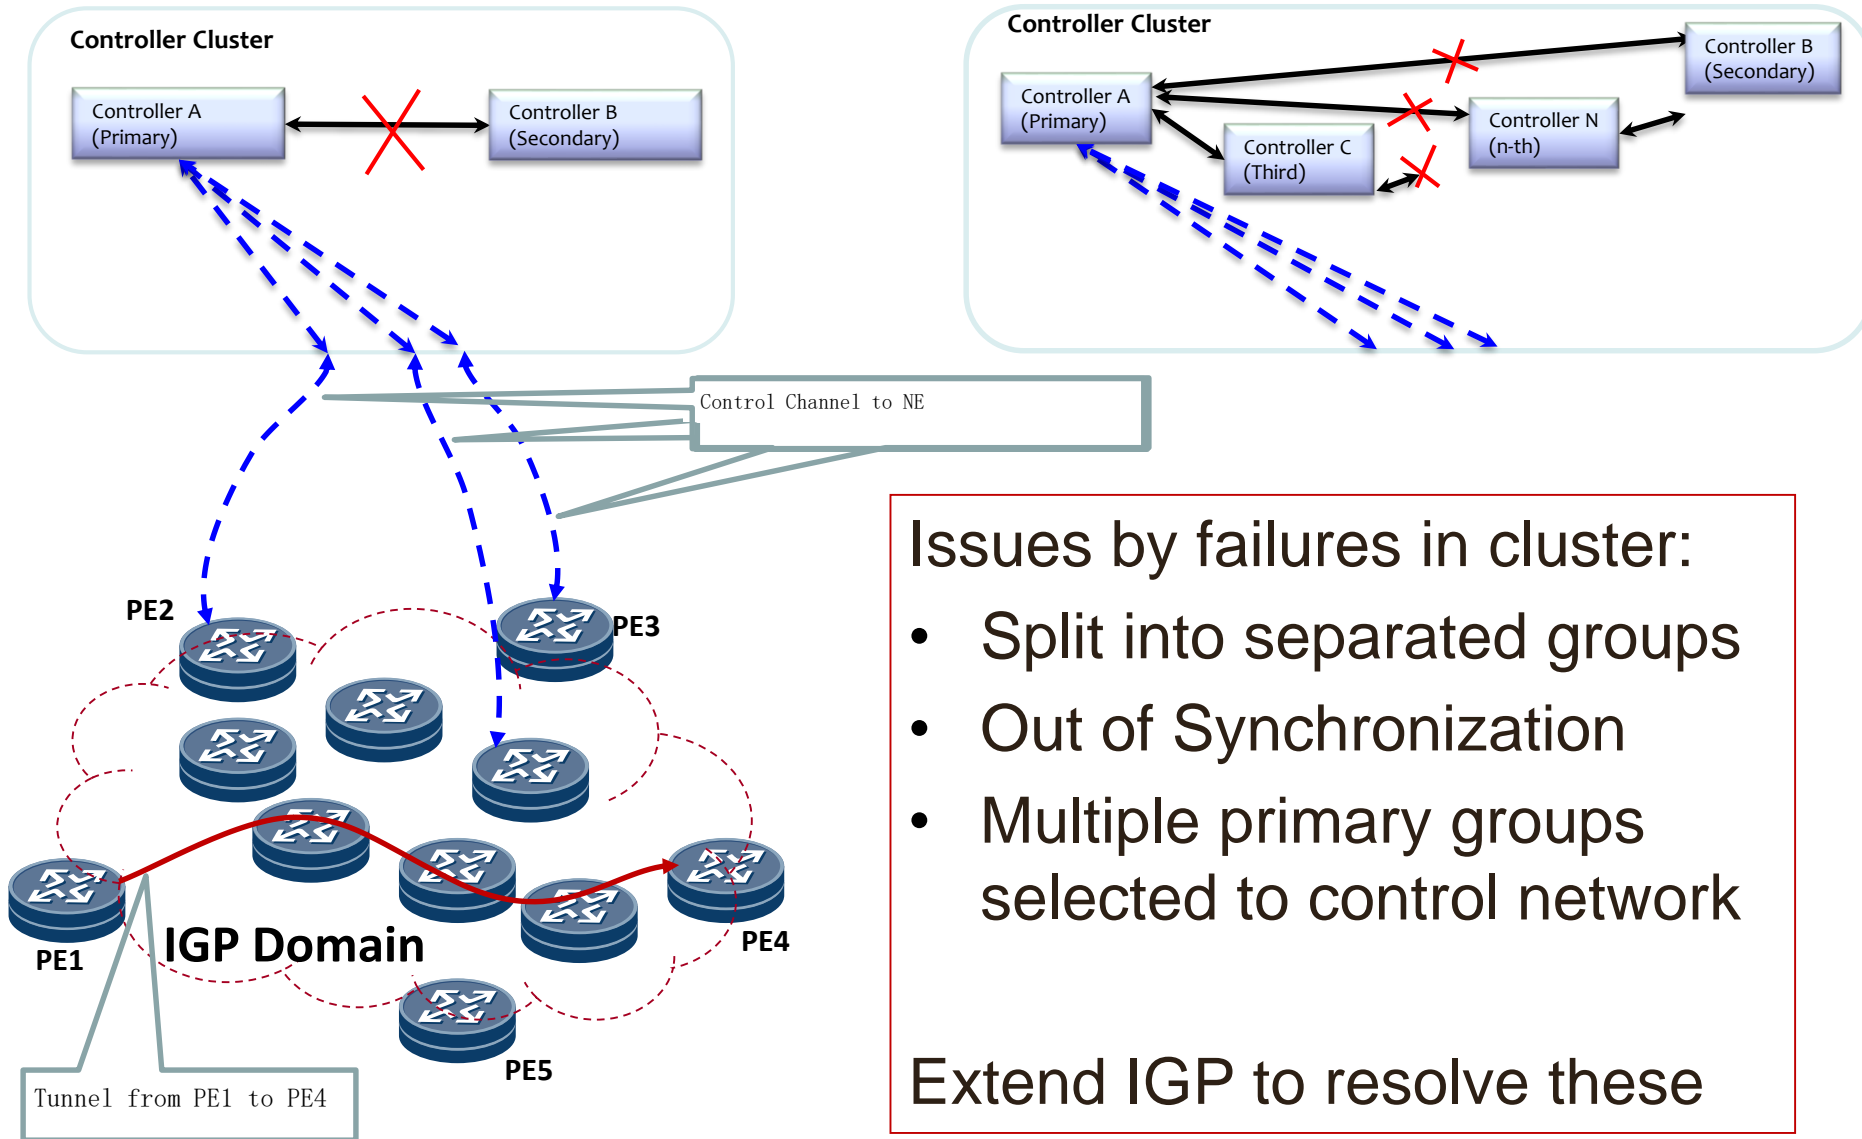 Controller Cluster
Controller A
(Primary)
Controller B
(Secondary)
Controller Cluster
Controller A
(Primary)
Controller B
(Secondary)
Controller C
(Third)
Controller N
(n-th)
Control Channel to NE
PE2
PE3
PE1
IGP Domain
PE4
PE5
Tunnel from PE1 to PE4
Issues by failures in cluster:
• Split into separated groups
• Out of Synchronization
• Multiple primary groups
selected to control network
Extend IGP to resolve these